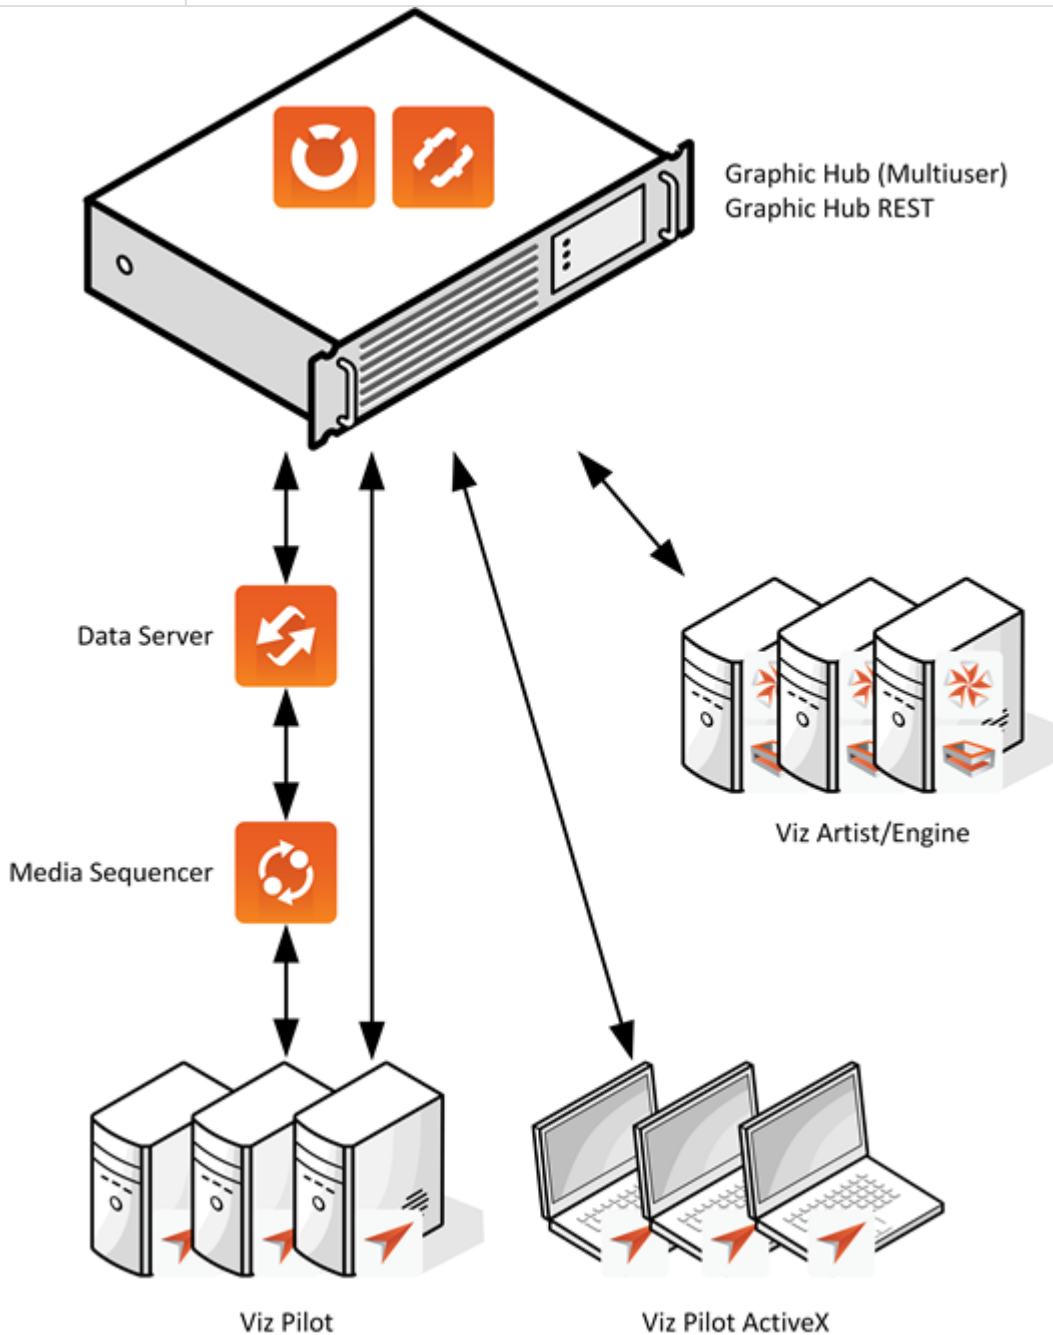 Graphic Hub (Multiuser)
Graphic Hub REST
Data Server
Viz Artist/Engine
Media Sequencer
Viz Pilot
Viz Pilot ActiveX